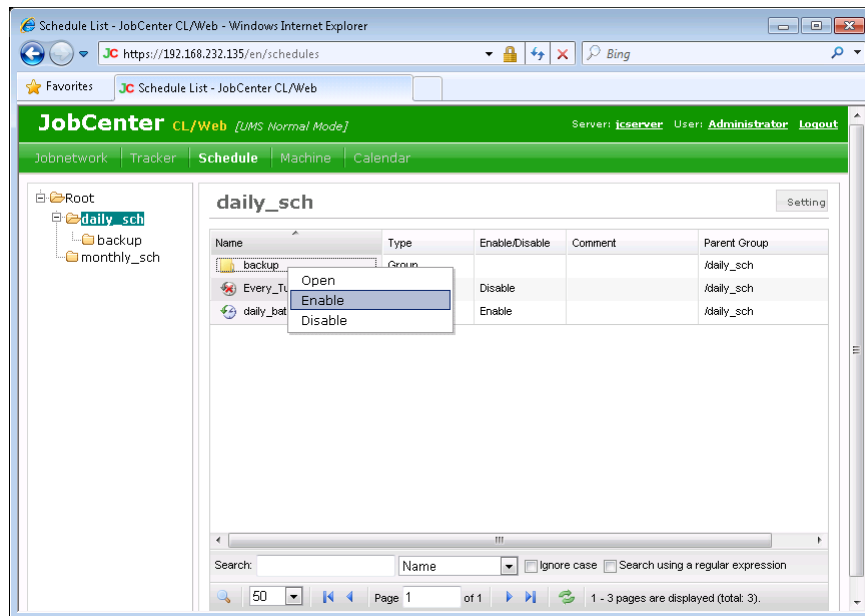 Schedule List - JobCenter CL/Web - Windows Internet Explorer
JC https://192.168.232.135/en/schedules
Bing
Favorites
JC Schedule List - JobCenter CL/Web
JobCenter CL/Web [UMS Normal Mode]
Server: jcserver User: Administrator Logout
Jobnetwork Tracker Schedule Machine Calendar
Root
daily_sch
backup
monthly_sch
daily_sch
Setting
Name Type Enable/Disable Comment Parent Group
backup Group /daily_sch
Every_Tu Disable /daily_sch
daily_bat Enable /daily_sch
Open
Enable
Disable
Search: Name Ignore case Search using a regular expression
50 Page 1 of 1 1 - 3 pages are displayed (total: 3).